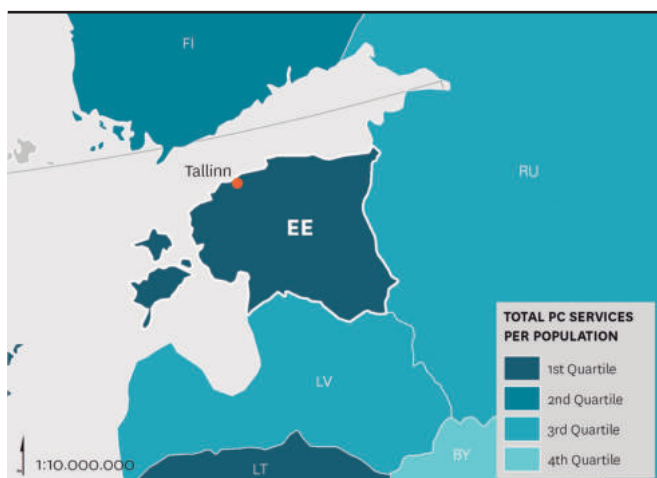 FI
Tallinn
RU
EE
TOTAL PC SERVICES
PER POPULATION
1st Quartile
2nd Quartile
3rd Quartile
4th Quartile
LV
BY
LT
1:10.000.000